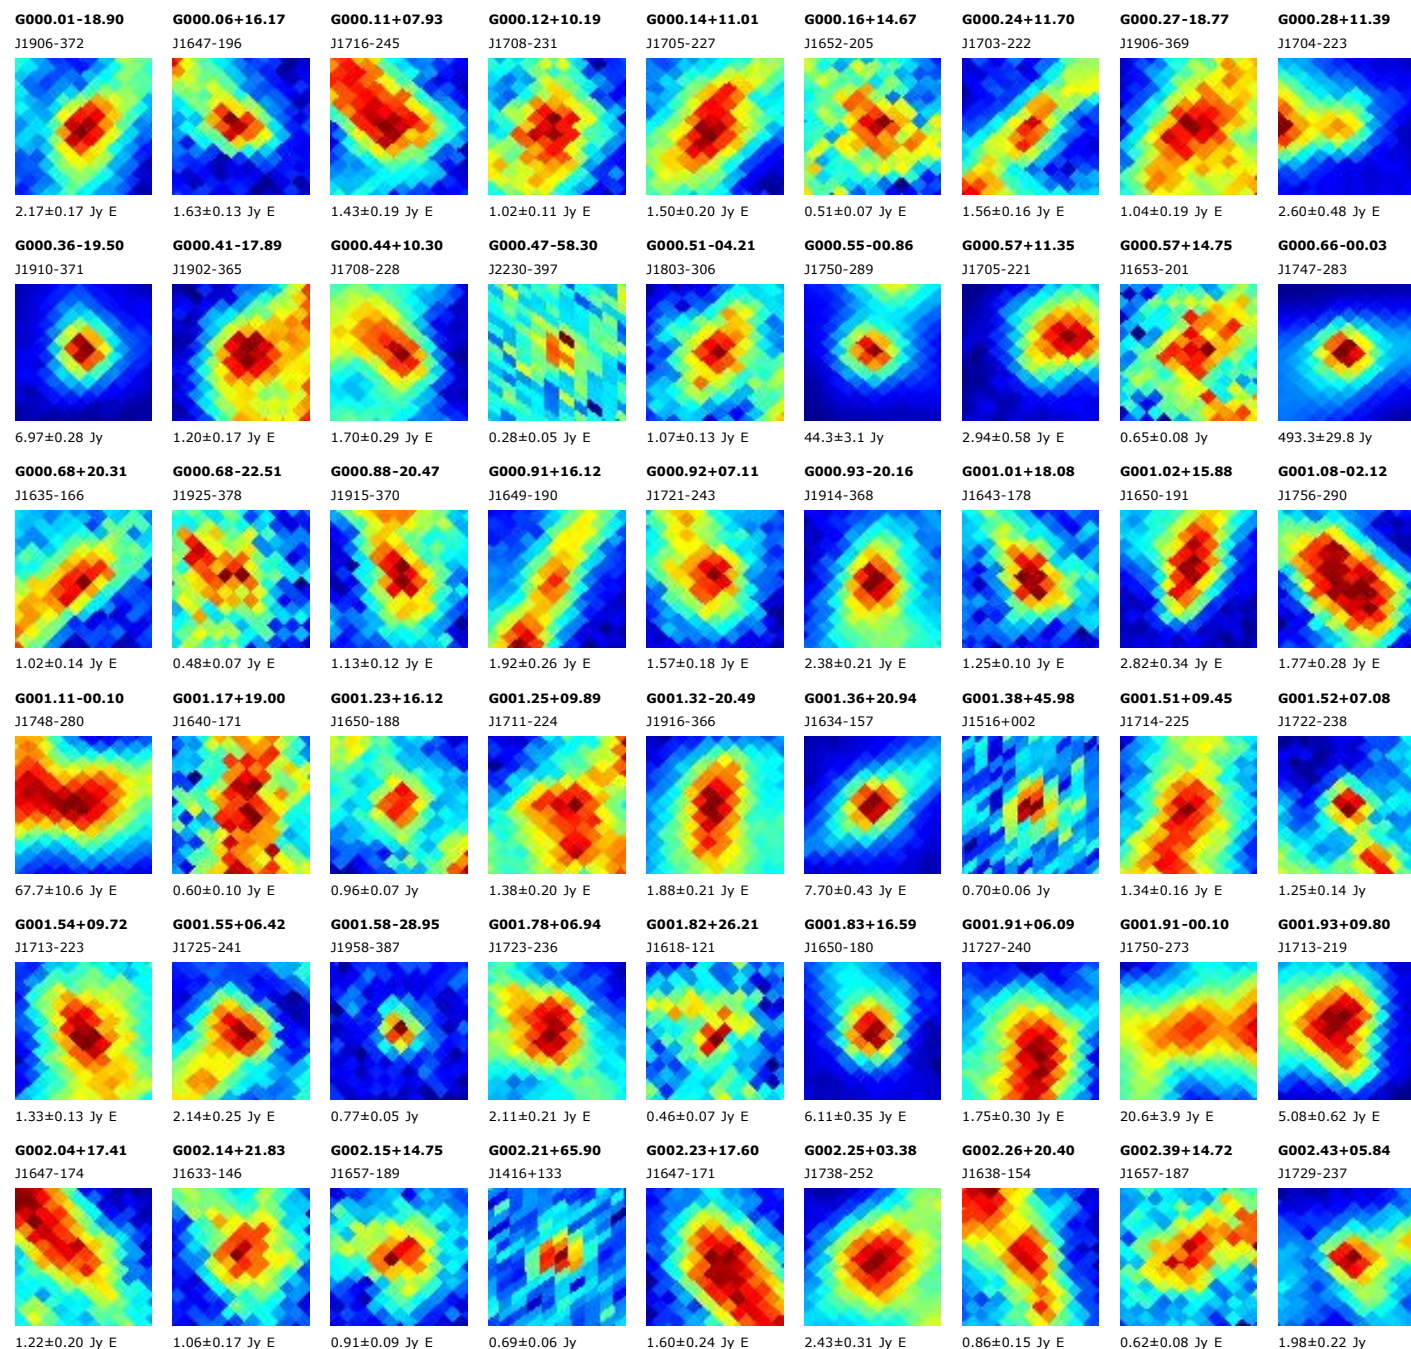 G000.01-18.90 G000.06+16.17 G000.11+07.93 G000.12+10.19 G000.14+11.01 G000.16+14.67 G000.24+11.70 G000.27-18.77 G000.28+11.39
J1906-372 J1647-196 J1716-245 J1708-231 J1705-227 J1652-205 J1703-222 J1906-369 J1704-223
2.17±0.17 Jy E 1.63±0.13 Jy E 1.43±0.19 Jy E 1.02±0.11 Jy E 1.50±0.20 Jy E 0.51±0.07 Jy E 1.56±0.16 Jy E 1.04±0.19 Jy E 2.60±0.48 Jy E
G000.36-19.50 G000.41-17.89 G000.44+10.30 G000.47-58.30 G000.51-04.21 G000.55-00.86 G000.57+11.35 G000.57+14.75 G000.66-00.03
J1910-371 J1902-365 J1708-228 J2230-397 J1803-306 J1750-289 J1705-221 J1653-201 J1747-283
6.97±0.28 Jy 1.20±0.17 Jy E 1.70±0.29 Jy E 0.28±0.05 Jy E 1.07±0.13 Jy E 44.3±3.1 Jy 2.94±0.58 Jy E 0.65±0.08 Jy 493.3±29.8 Jy
G000.68+20.31 G000.68-22.51 G000.88-20.47 G000.91+16.12 G000.92+07.11 G000.93-20.16 G001.01+18.08 G001.02+15.88 G001.08-02.12
J1635-166 J1925-378 J1915-370 J1649-190 J1721-243 J1914-368 J1643-178 J1650-191 J1756-290
1.02±0.14 Jy E 0.48±0.07 Jy E 1.13±0.12 Jy E 1.92±0.26 Jy E 1.57±0.18 Jy E 2.38±0.21 Jy E 1.25±0.10 Jy E 2.82±0.34 Jy E 1.77±0.28 Jy E
G001.11-00.10 G001.17+19.00 G001.23+16.12 G001.25+09.89 G001.32-20.49 G001.36+20.94 G001.38+45.98 G001.51+09.45 G001.52+07.08
J1748-280 J1640-171 J1650-188 J1711-224 J1916-366 J1634-157 J1516+002 J1714-225 J1722-238
67.7±10.6 Jy E 0.60±0.10 Jy E 0.96±0.07 Jy 1.38±0.20 Jy E 1.88±0.21 Jy E 7.70±0.43 Jy E 0.70±0.06 Jy 1.34±0.16 Jy E 1.25±0.14 Jy
G001.54+09.72 G001.55+06.42 G001.58-28.95 G001.78+06.94 G001.82+26.21 G001.83+16.59 G001.91+06.09 G001.91-00.10 G001.93+09.80
J1713-223 J1725-241 J1958-387 J1723-236 J1618-121 J1650-180 J1727-240 J1750-273 J1713-219
1.33±0.13 Jy E 2.14±0.25 Jy E 0.77±0.05 Jy 2.11±0.21 Jy E 0.46±0.07 Jy E 6.11±0.35 Jy E 1.75±0.30 Jy E 20.6±3.9 Jy E 5.08±0.62 Jy E
G002.04+17.41 G002.14+21.83 G002.15+14.75 G002.21+65.90 G002.23+17.60 G002.25+03.38 G002.26+20.40 G002.39+14.72 G002.43+05.84
J1647-174 J1633-146 J1657-189 J1416+133 J1647-171 J1738-252 J1638-154 J1657-187 J1729-237
1.22±0.20 Jy E 1.06±0.17 Jy E 0.91±0.09 Jy E 0.69±0.06 Jy 1.60±0.24 Jy E 2.43±0.31 Jy E 0.86±0.15 Jy E 0.62±0.08 Jy E 1.98±0.22 Jy